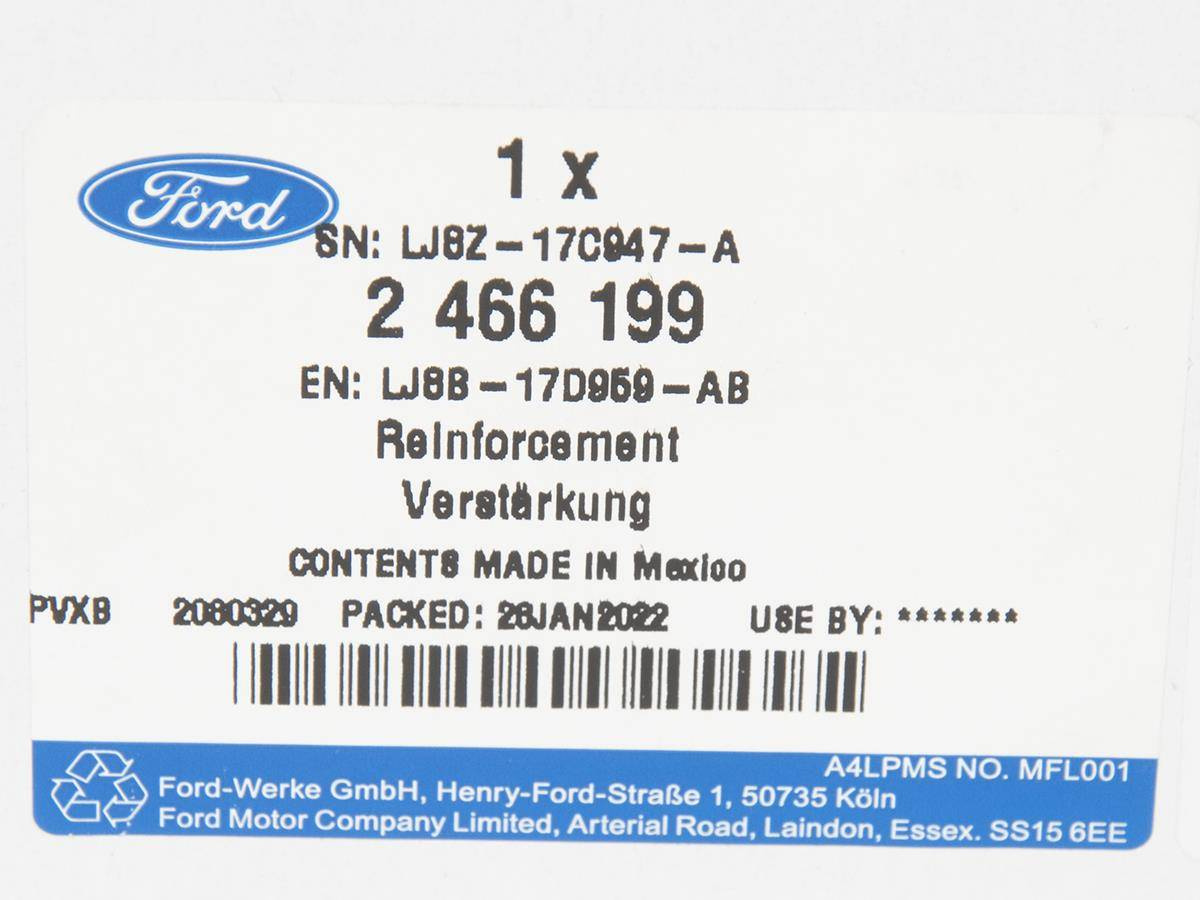 Ford
1 x
SN: LJ8Z-17C947-A
2 466 199
EN: LJ8B-17D959-AB
Reinforcement
Verstärkung
CONTENTS MADE IN Mexico
PVXB 2080329 PACKED: 26JAN2022 USE BY: *******
A4LPMS NO. MFL001
Ford-Werke GmbH, Henry-Ford-Straße 1, 50735 Köln
Ford Motor Company Limited, Arterial Road, Laindon, Essex. SS15 6EE